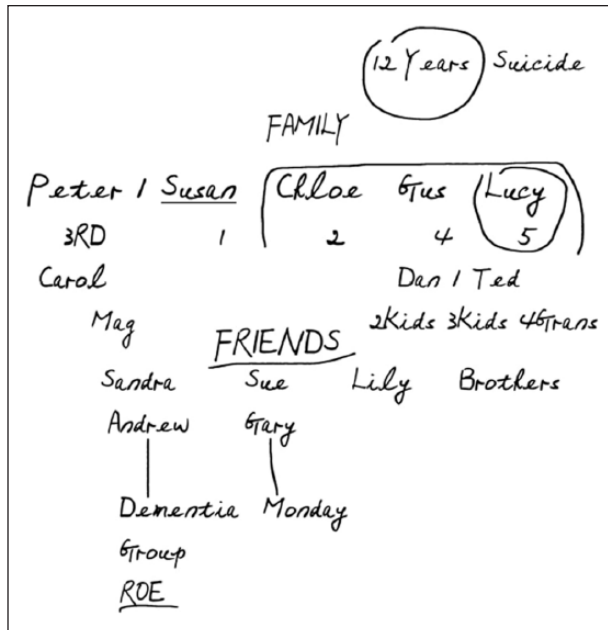 12 Years Suicide
FAMILY
Peter / Susan Chloe Gus Lucy
3RD 1 2 4 5
Carol Dan / Ted
Mag 2Kids 3Kids 4GTrans
FRIENDS
Sandra Sue Lily Brothers
Andrew Gary
Dementia Monday
Group
ROE